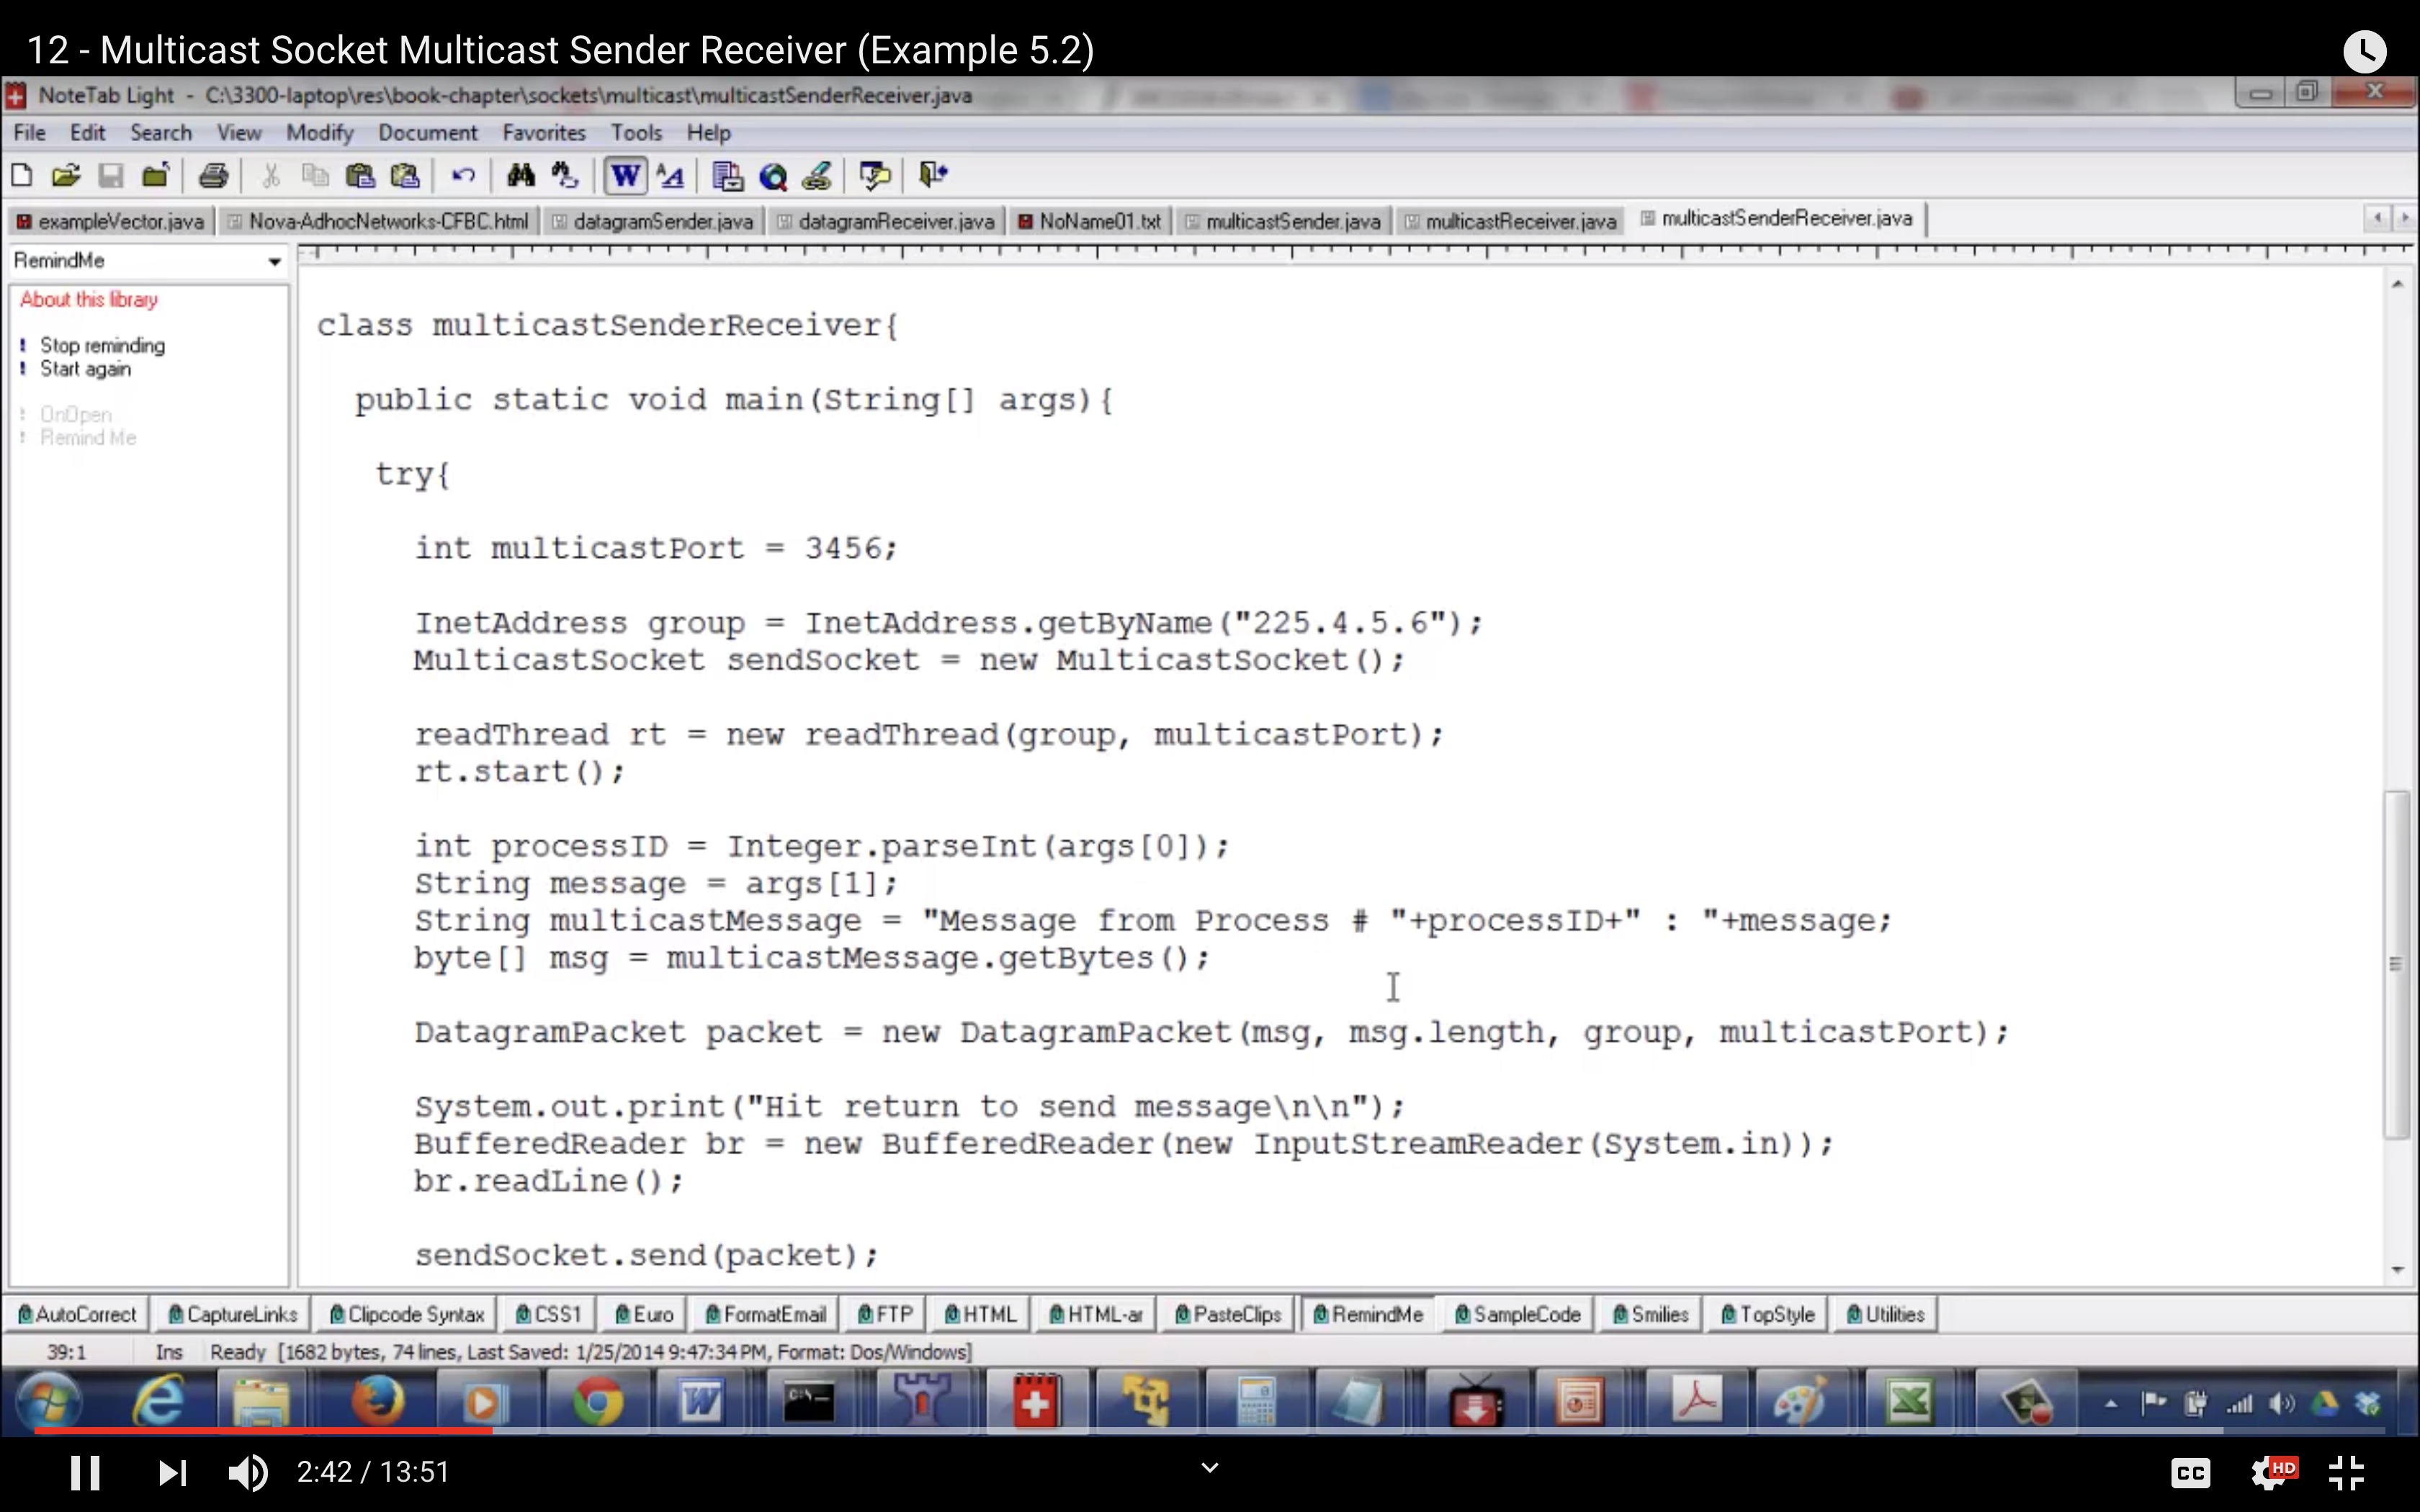 12 - Multicast Socket Multicast Sender Receiver (Example 5.2)
NoteTab Light - C:\3300-laptop\res\book-chapter\sockets\multicast\multicastSenderReceiver.java
File Edit Search View Modify Document Favorites Tools Help
exampleVector.java Nova-AdhocNetworks-CFBC.html datagramSender.java datagramReceiver.java NoName01.txt multicastSender.java multicastReceiver.java multicastSenderReceiver.java
RemindMe
About this library
Stop reminding
Start again
OnOpen
Remind Me
class multicastSenderReceiver{
public static void main(String[] args){
try{
int multicastPort = 3456;
InetAddress group = InetAddress.getByName("225.4.5.6");
MulticastSocket sendSocket = new MulticastSocket();
readThread rt = new readThread(group, multicastPort);
rt.start();
int processID = Integer.parseInt(args[0]);
String message = args[1];
String multicastMessage = "Message from Process # "+processID+" : "+message;
byte[] msg = multicastMessage.getBytes();
DatagramPacket packet = new DatagramPacket(msg, msg.length, group, multicastPort);
System.out.print("Hit return to send message\n\n");
BufferedReader br = new BufferedReader(new InputStreamReader(System.in));
br.readLine();
sendSocket.send(packet);
AutoCorrect CaptureLinks Clipcode Syntax CSS1 Euro FormatEmail FTP HTML HTML-ar PasteClips RemindMe SampleCode Smilies TopStyle Utilities
39:1 Ins Ready [1682 bytes, 74 lines, Last Saved: 1/25/2014 9:47:34 PM, Format: Dos/Windows]
2:42 / 13:51 CC HD